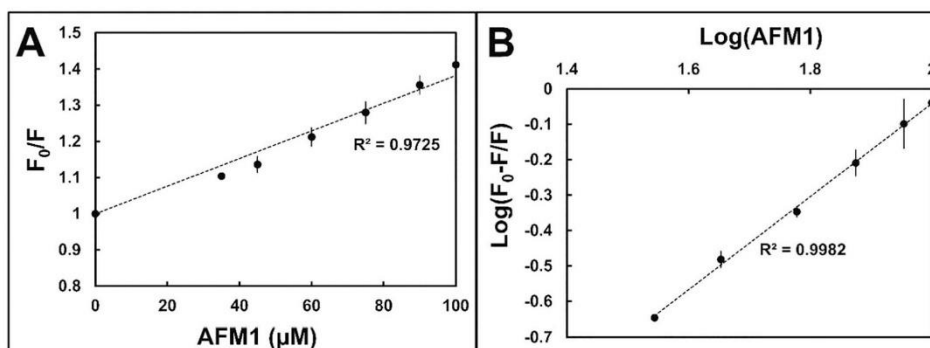 A
1.5
1.4
1.3
1.2
1.1
1
0.9
0.8
F₀/F
R² = 0.9725
0 20 40 60 80 100
AFM1 (µM)
B
Log(AFM1)
1.4 1.6 1.8 2
0
-0.1
-0.2
-0.3
-0.4
-0.5
-0.6
-0.7
Log(F₀-F/F)
R² = 0.9982